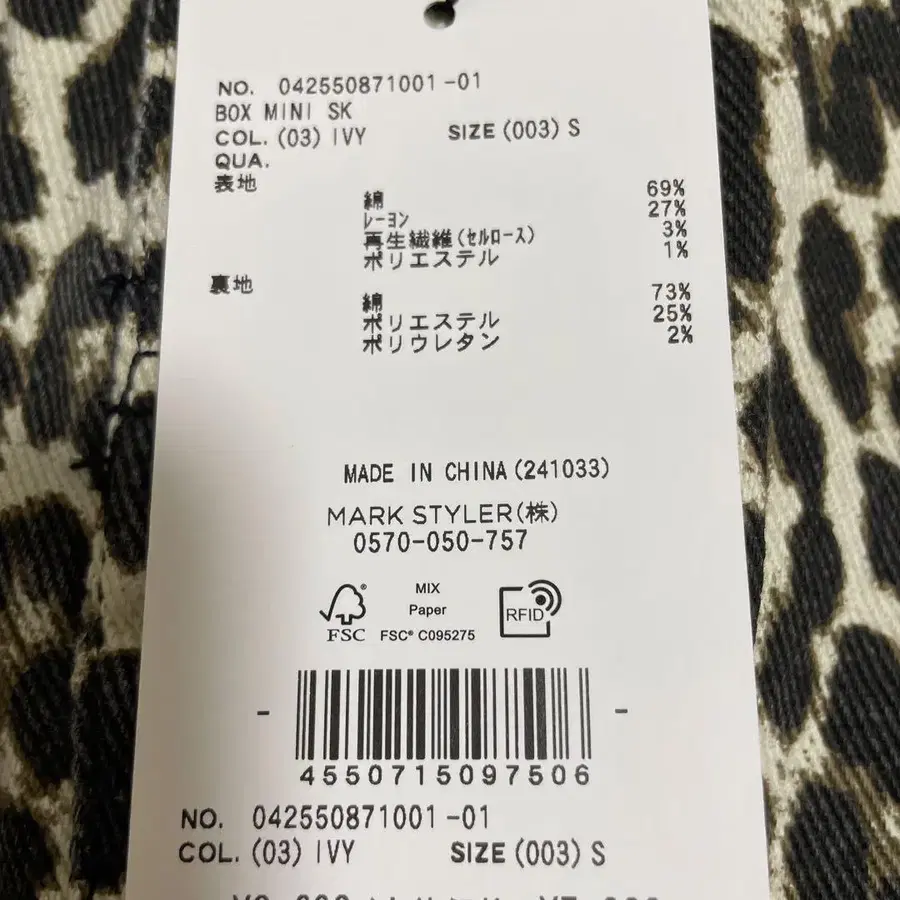 NO. 042550871001-01
BOX MINI SK
COL. (03) IVY SIZE (003) S
QUA.
表地
綿 69%
レーヨン 27%
再生繊維(セルロース) 3%
ポリエステル 1%
裏地
綿 73%
ポリエステル 25%
ポリウレタン 2%
MADE IN CHINA(241033)
MARK STYLER(株)
0570-050-757
FSC®
MIX
Paper
FSC® C095275
RFID
4550715097506
NO. 042550871001-01
COL. (03) IVY SIZE (003) S